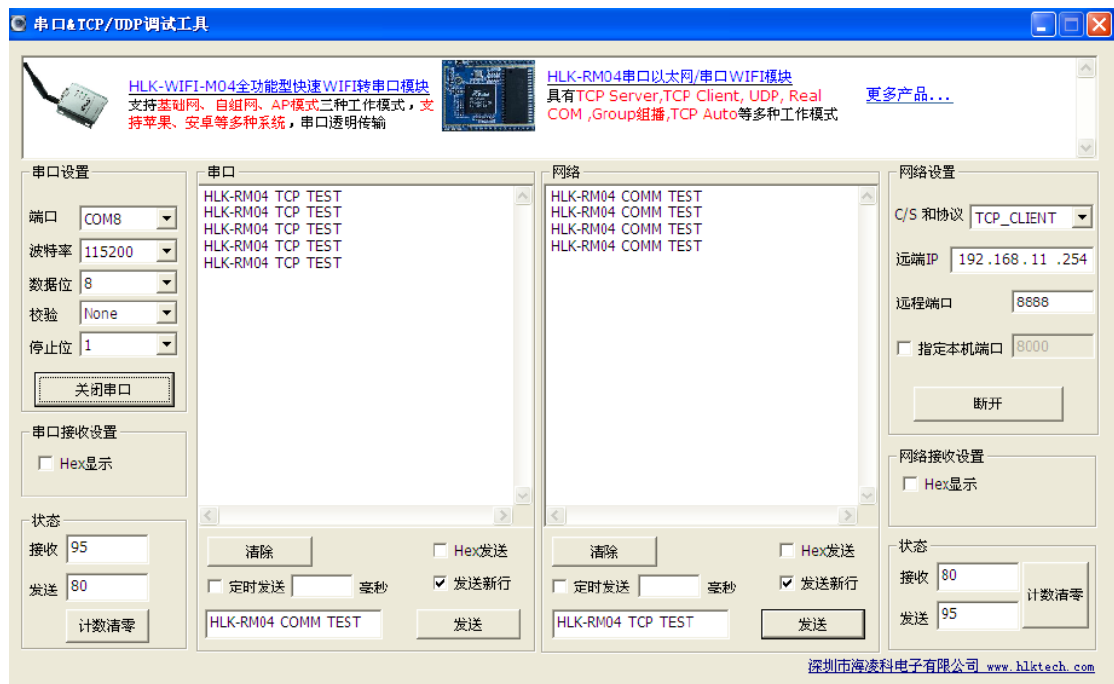 串口&TCP/UDP调试工具
HLK-WIFI-M04全功能型快速WIFI转串口模块
支持基础网、自组网、AP模式三种工作模式，支
持苹果、安卓等多种系统，串口透明传输
HLK-RM04串口以太网/串口WIFI模块
具有TCP Server,TCP Client, UDP, Real
COM ,Group组播,TCP Auto等多种工作模式
更多产品...
串口设置
端口 COM8
波特率 115200
数据位 8
校验 None
停止位 1
关闭串口
串口接收设置
Hex显示
状态
接收 95
发送 80
计数清零
串口
HLK-RM04 TCP TEST
HLK-RM04 TCP TEST
HLK-RM04 TCP TEST
HLK-RM04 TCP TEST
HLK-RM04 TCP TEST
清除
Hex发送
定时发送 毫秒
发送新行
HLK-RM04 COMM TEST
发送
网络
HLK-RM04 COMM TEST
HLK-RM04 COMM TEST
HLK-RM04 COMM TEST
HLK-RM04 COMM TEST
清除
Hex发送
定时发送 毫秒
发送新行
HLK-RM04 TCP TEST
发送
网络设置
C/S 和协议 TCP_CLIENT
远端IP 192.168.11 .254
远程端口 8888
指定本机端口 8000
断开
网络接收设置
Hex显示
状态
接收 80
发送 95
计数清零
深圳市海凌科电子有限公司 www.hlktech.com